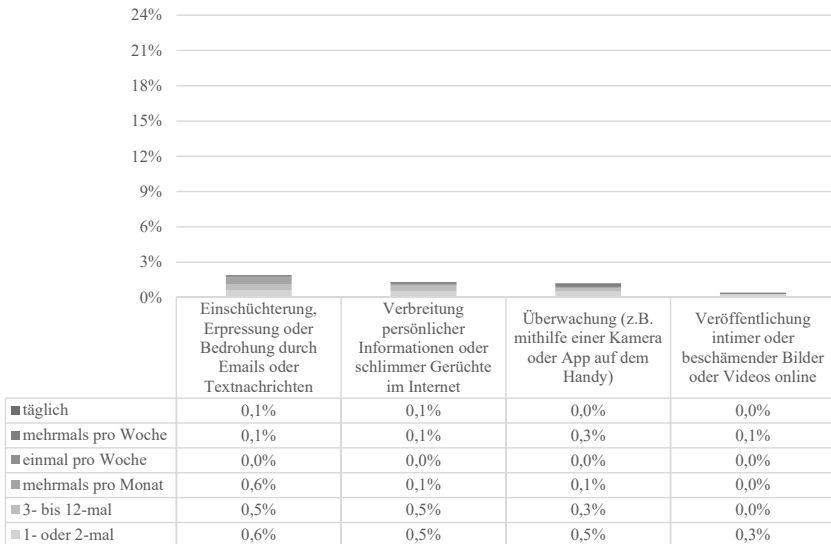 24%
21%
18%
15%
12%
9%
6%
3%
0%
Einschüchterung,
Erpressung oder
Bedrohung durch
Emails oder
Textnachrichten
Verbreitung
persönlicher
Informationen oder
schlimmer Gerüchte
im Internet
Überwachung (z.B.
mithilfe einer Kamera
oder App auf dem
Handy)
Veröffentlichung
intimer oder
beschämender Bilder
oder Videos online
täglich 0,1% 0,1% 0,0% 0,0%
mehrmals pro Woche 0,1% 0,1% 0,3% 0,1%
einmal pro Woche 0,0% 0,0% 0,0% 0,0%
mehrmals pro Monat 0,6% 0,1% 0,1% 0,0%
3- bis 12-mal 0,5% 0,5% 0,3% 0,0%
1- oder 2-mal 0,6% 0,5% 0,5% 0,3%